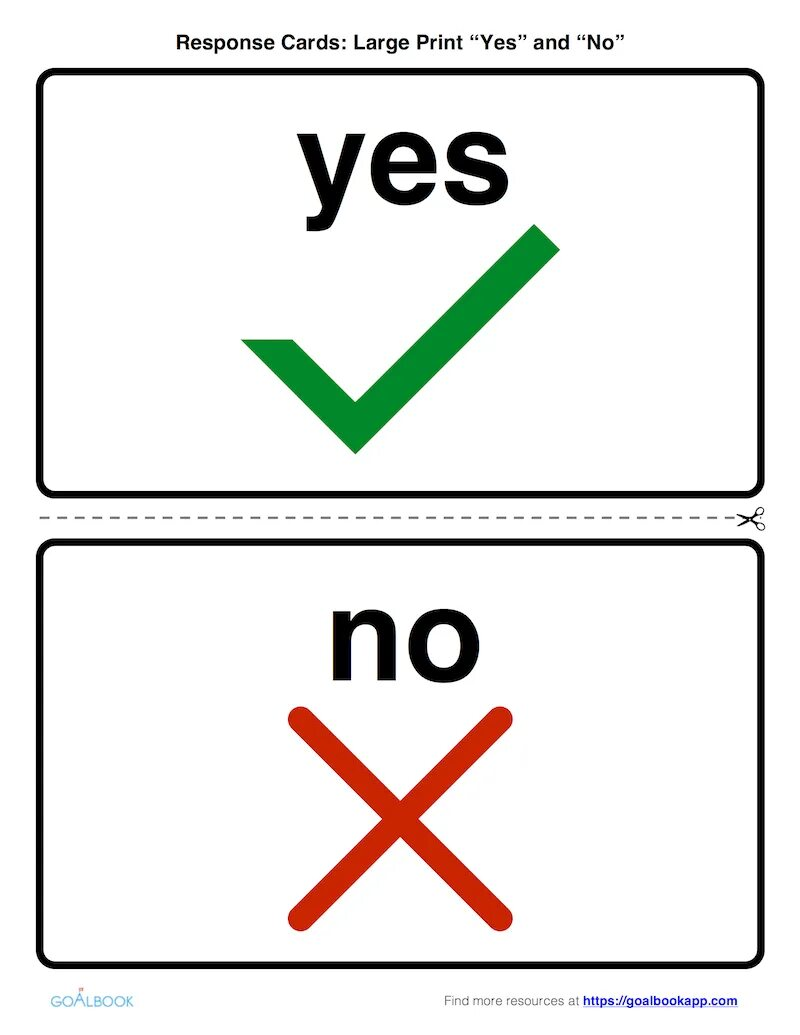 Response Cards: Large Print “Yes” and “No”
yes
no
GOALBOOK
Find more resources at https://goalbookapp.com